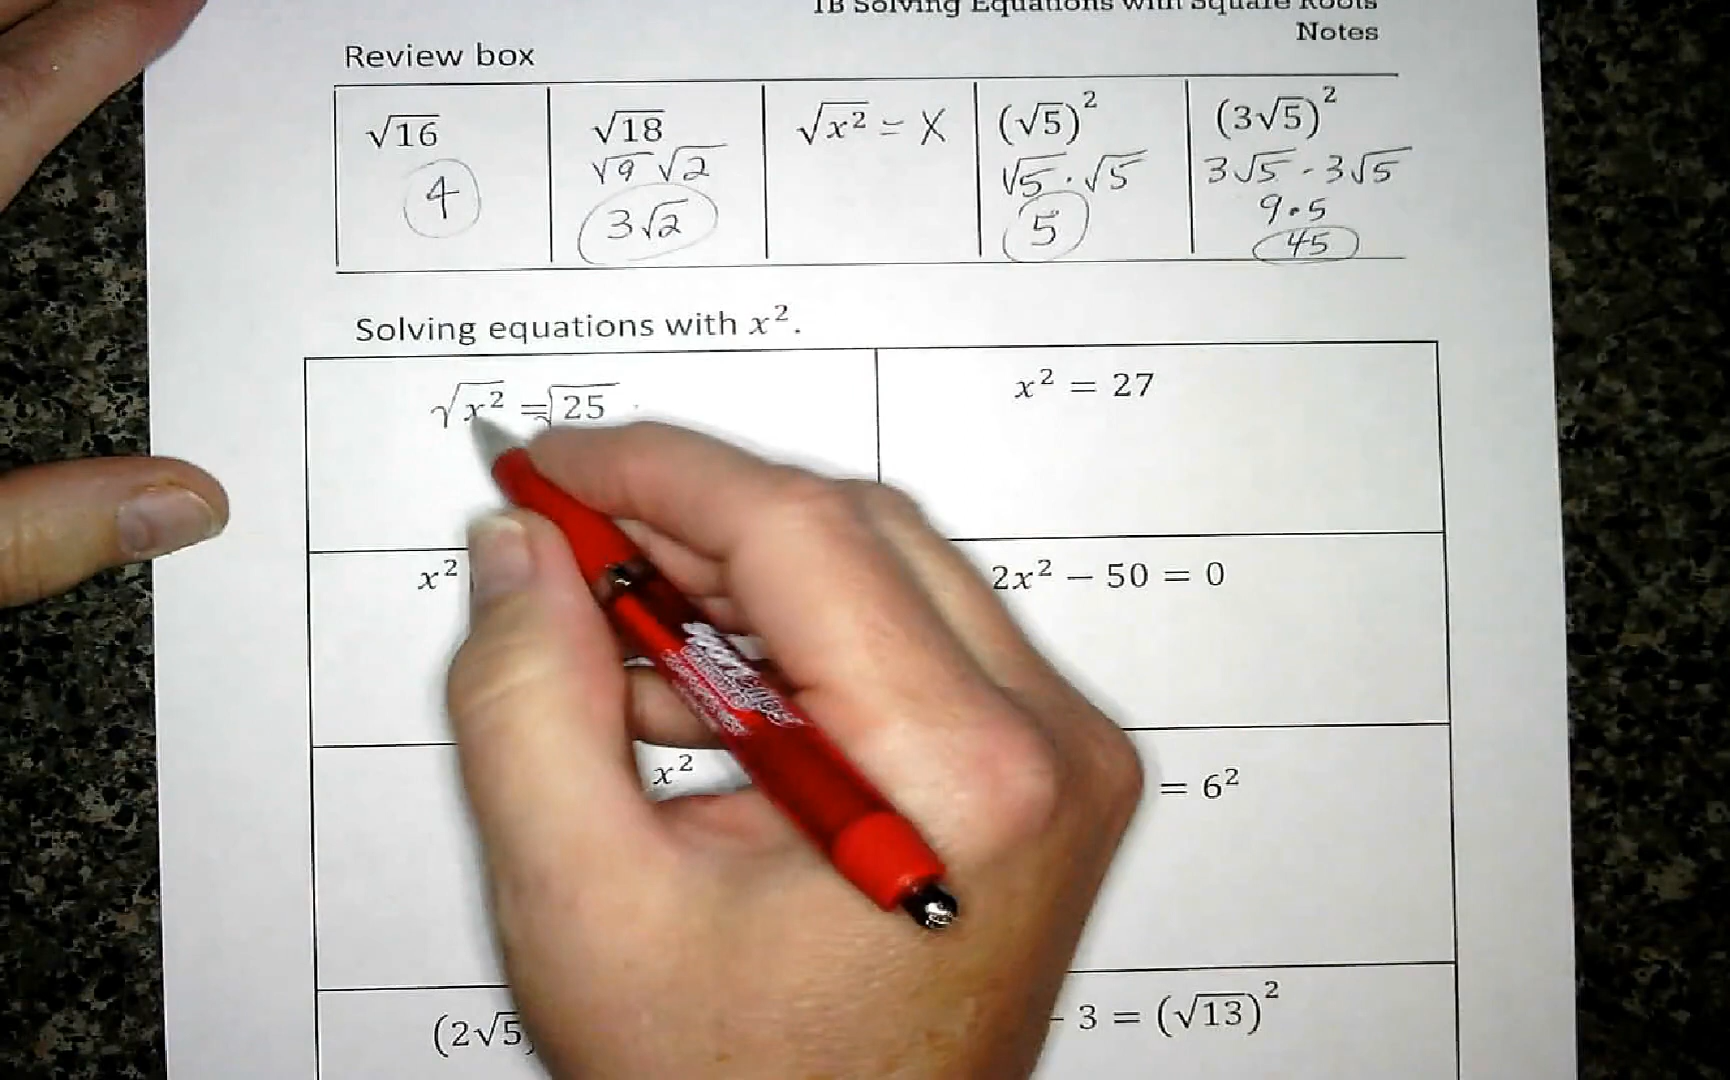 1B Solving Equations with Square Roots
Notes
Review box
√16
4
√18
√9 √2
3√2
√x² = X
(√5)²
√5 · √5
5
(3√5)²
3√5 · 3√5
9 · 5
45
Solving equations with x².
√x² = √25
x² = 27
x²
2x² − 50 = 0
x²
= 6²
(2√5
− 3 = (√13)²